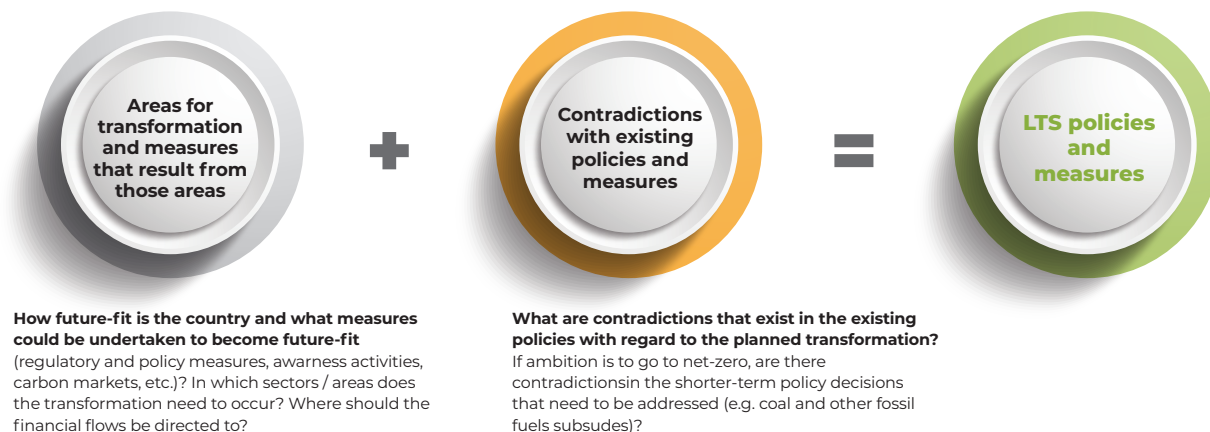 Areas for
transformation
and measures
that result from
those areas
+
Contradictions
with existing
policies and
measures
=
LTS policies
and
measures
How future-fit is the country and what measures
could be undertaken to become future-fit
(regulatory and policy measures, awarness activities,
carbon markets, etc.)? In which sectors / areas does
the transformation need to occur? Where should the
financial flows be directed to?
What are contradictions that exist in the existing
policies with regard to the planned transformation?
If ambition is to go to net-zero, are there
contradictionsin the shorter-term policy decisions
that need to be addressed (e.g. coal and other fossil
fuels subsudes)?